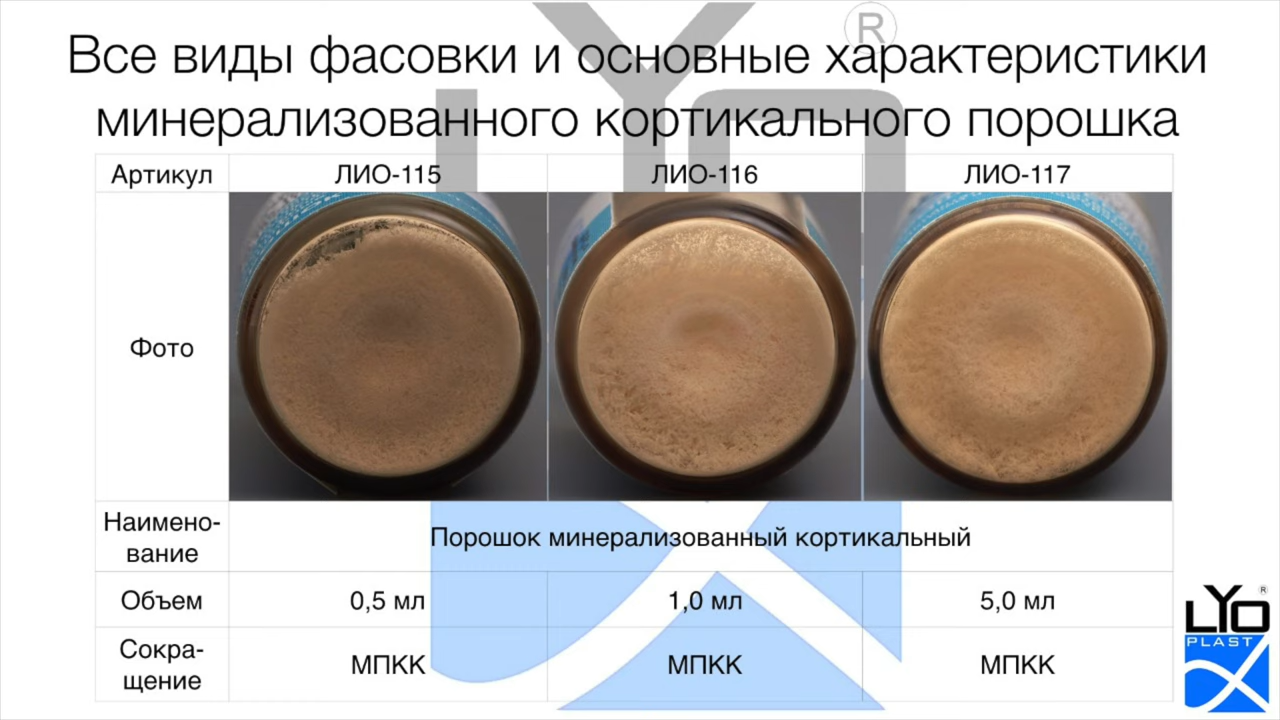 Все виды фасовки и основные характеристики
минерализованного кортикального порошка
Артикул ЛИО-115 ЛИО-116 ЛИО-117
Фото
Наимено-
вание
Порошок минерализованный кортикальный
Объем 0,5 мл 1,0 мл 5,0 мл
Сокра-
щение
МПКК МПКК МПКК
LYO ®
PLAST
LYO ®